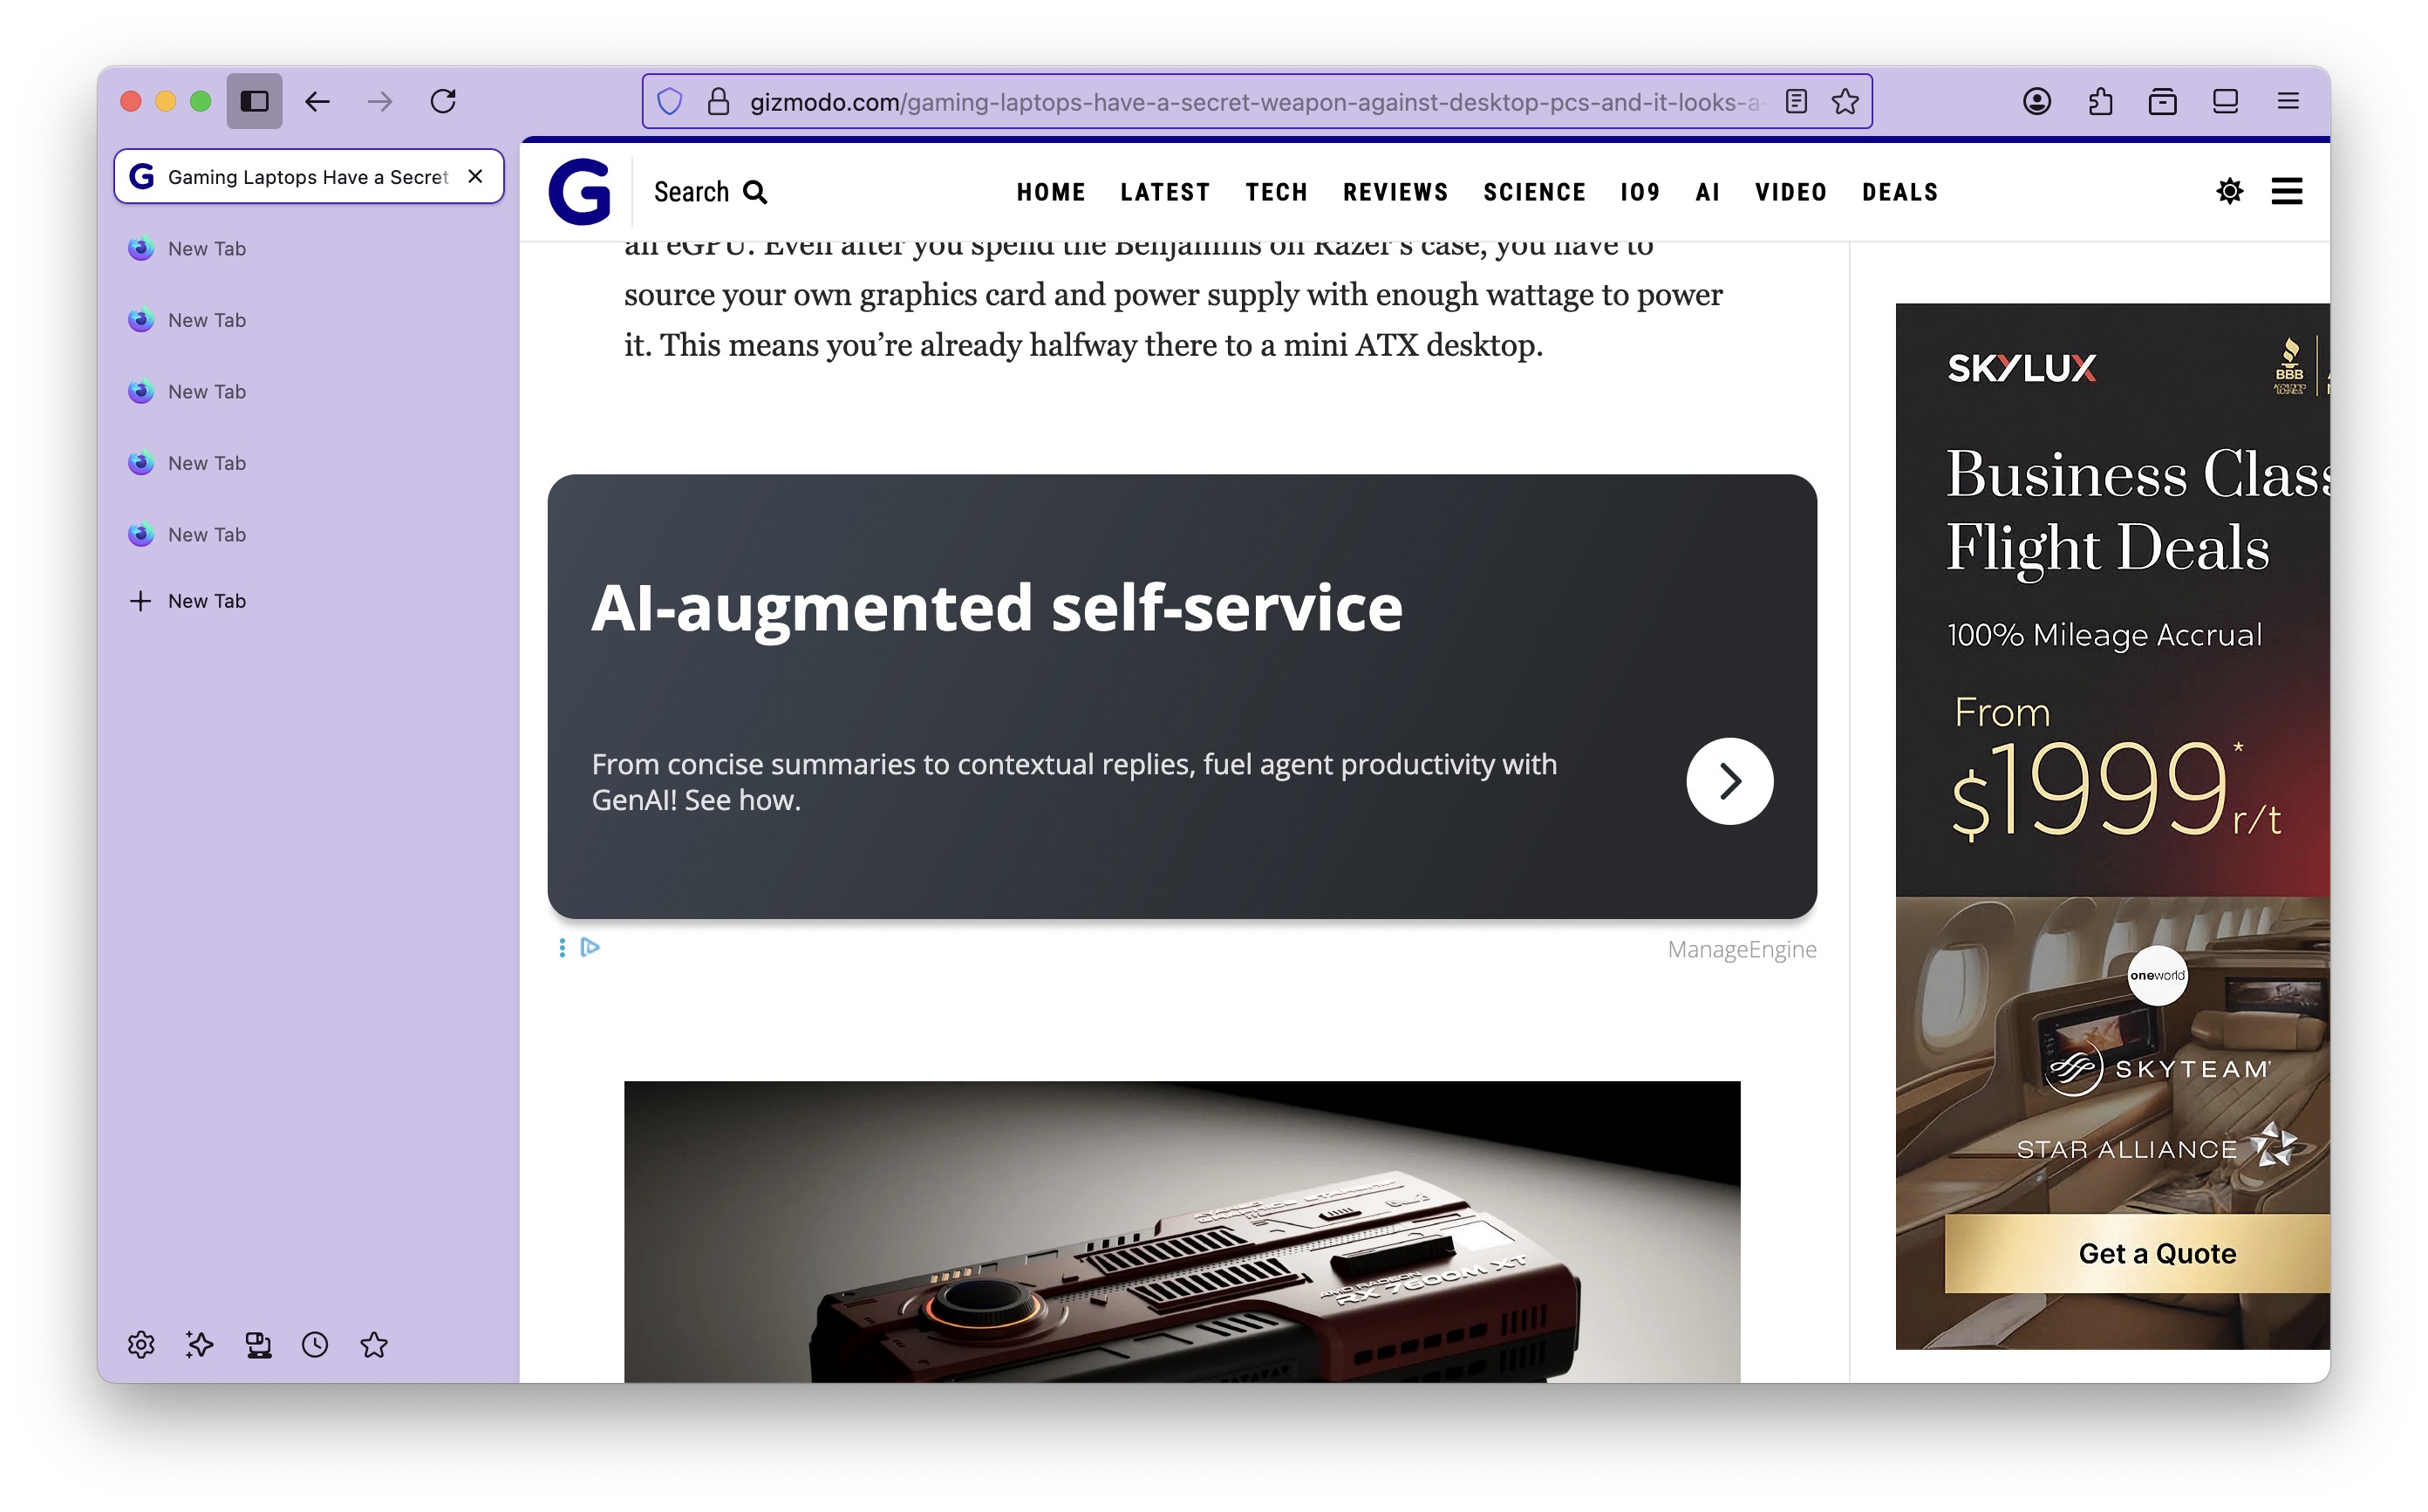 gizmodo.com/gaming-laptops-have-a-secret-weapon-against-desktop-pcs-and-it-looks-a-
Gaming Laptops Have a Secret
New Tab
New Tab
New Tab
New Tab
New Tab
New Tab
G
Search
HOME LATEST TECH REVIEWS SCIENCE IO9 AI VIDEO DEALS
an eGPU. Even after you spend the Benjamins on Razer's case, you have to
source your own graphics card and power supply with enough wattage to power
it. This means you're already halfway there to a mini ATX desktop.
AI-augmented self-service
From concise summaries to contextual replies, fuel agent productivity with
GenAI! See how.
ManageEngine
AMD RADEON
RX 7600M XT
SKYLUX
BBB
Business Class
Flight Deals
100% Mileage Accrual
From
$1999*r/t
oneworld
SKYTEAM
STAR ALLIANCE
Get a Quote